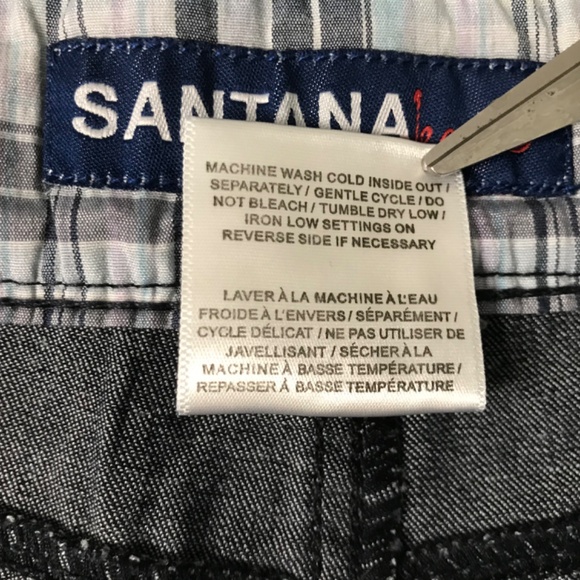 SANTANA
MACHINE WASH COLD INSIDE OUT /
SEPARATELY / GENTLE CYCLE / DO
NOT BLEACH / TUMBLE DRY LOW /
IRON LOW SETTINGS ON
REVERSE SIDE IF NECESSARY
LAVER À LA MACHINE À L'EAU
FROIDE À L'ENVERS / SÉPARÉMENT /
CYCLE DÉLICAT / NE PAS UTILISER DE
JAVELLISANT / SÉCHER À LA
MACHINE À BASSE TEMPÉRATURE /
REPASSER À BASSE TEMPÉRATURE